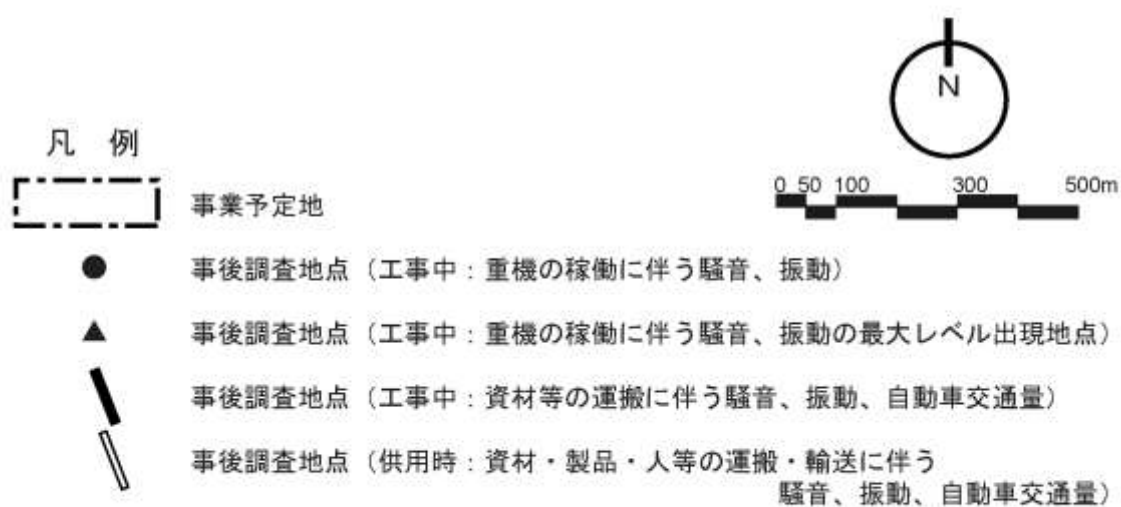 N
凡 例
0 50 100 300 500m
事業予定地
事後調査地点（工事中：重機の稼働に伴う騒音、振動）
事後調査地点（工事中：重機の稼働に伴う騒音、振動の最大レベル出現地点）
事後調査地点（工事中：資材等の運搬に伴う騒音、振動、自動車交通量）
事後調査地点（供用時：資材・製品・人等の運搬・輸送に伴う
騒音、振動、自動車交通量）